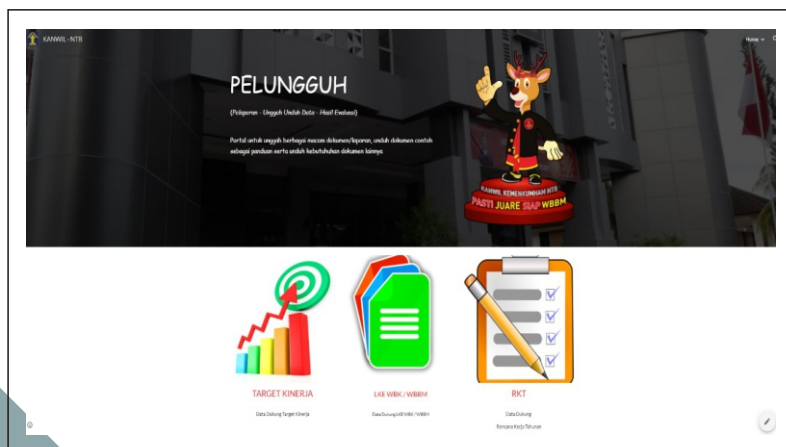 KANWIL - NTB
Home
PELUNGGUH
(Pelaporan - Unggah Unduh Data - Hasil Evaluasi)
Portal untuk unggah berbagai macam dokumen/laporan, unduh dokumen contoh
sebagai panduan serta unduh kebutuhuhan dokumen lainnya
KANWIL KEMENKUMHAM NTB
PASTI JUARE SIAP WBBM
TARGET KINERJA
Data Dukung Target Kinerja
LKE WBK / WBBM
Data Dukung LKE WBK / WBBM
RKT
Data Dukung
Rencana Kerja Tahunan